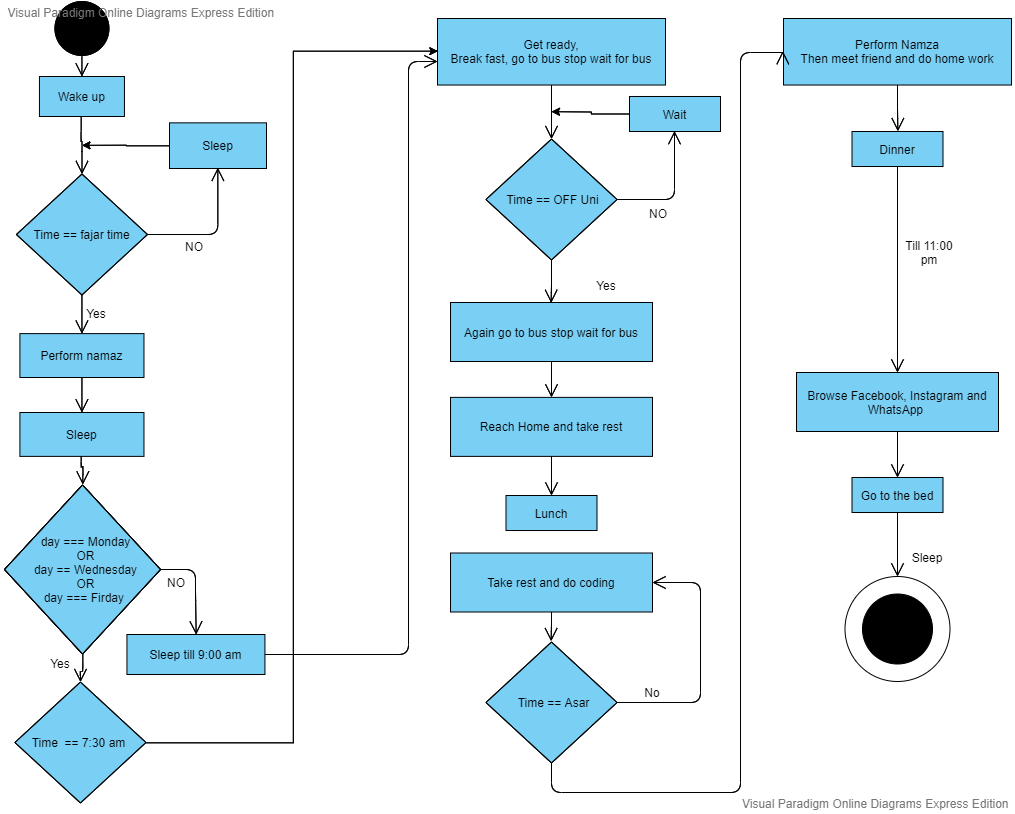 Visual Paradigm Online Diagrams Express Edition
Wake up
Sleep
Time == fajar time
NO
Yes
Perform namaz
Sleep
day === Monday
OR
day == Wednesday
OR
day === Firday
NO
Sleep till 9:00 am
Yes
Time  == 7:30 am
Get ready,
Break fast, go to bus stop wait for bus
Wait
Time == OFF Uni
NO
Yes
Again go to bus stop wait for bus
Reach Home and take rest
Lunch
Take rest and do coding
Time == Asar
No
Perform Namza
Then meet friend and do home work
Dinner
Till 11:00
pm
Browse Facebook, Instagram and
WhatsApp
Go to the bed
Sleep
Visual Paradigm Online Diagrams Express Edition